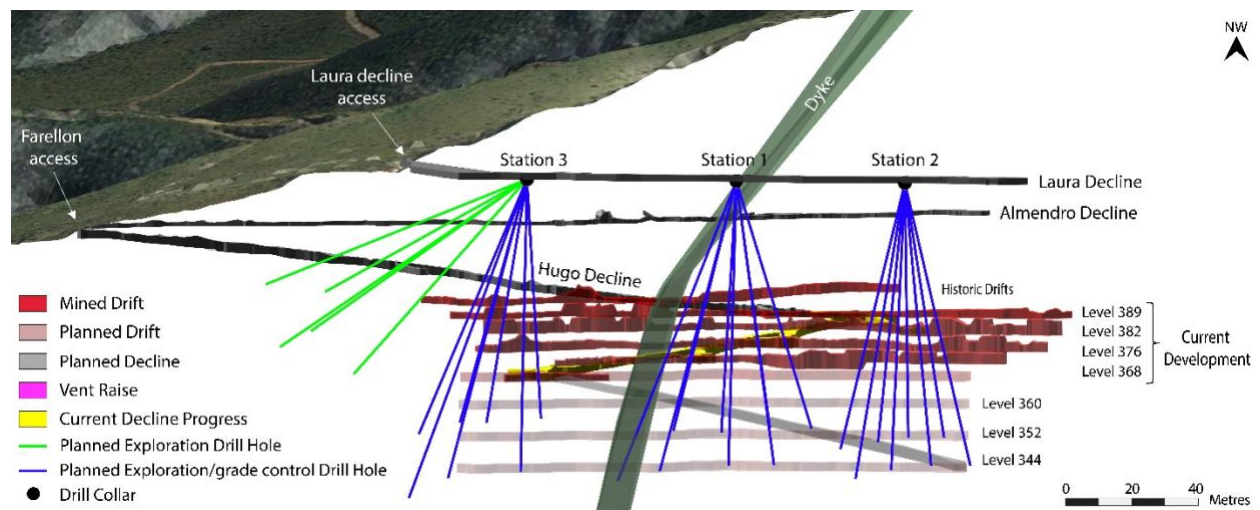 NW
Laura decline
access
Farellon
access
Dyke
Station 3
Station 1
Station 2
Laura Decline
Almendro Decline
Hugo Decline
Historic Drifts
Level 389
Level 382
Level 376
Level 368
Current
Development
Level 360
Level 352
Level 344
Mined Drift
Planned Drift
Planned Decline
Vent Raise
Current Decline Progress
Planned Exploration Drill Hole
Planned Exploration/grade control Drill Hole
Drill Collar
0 20 40
Metres